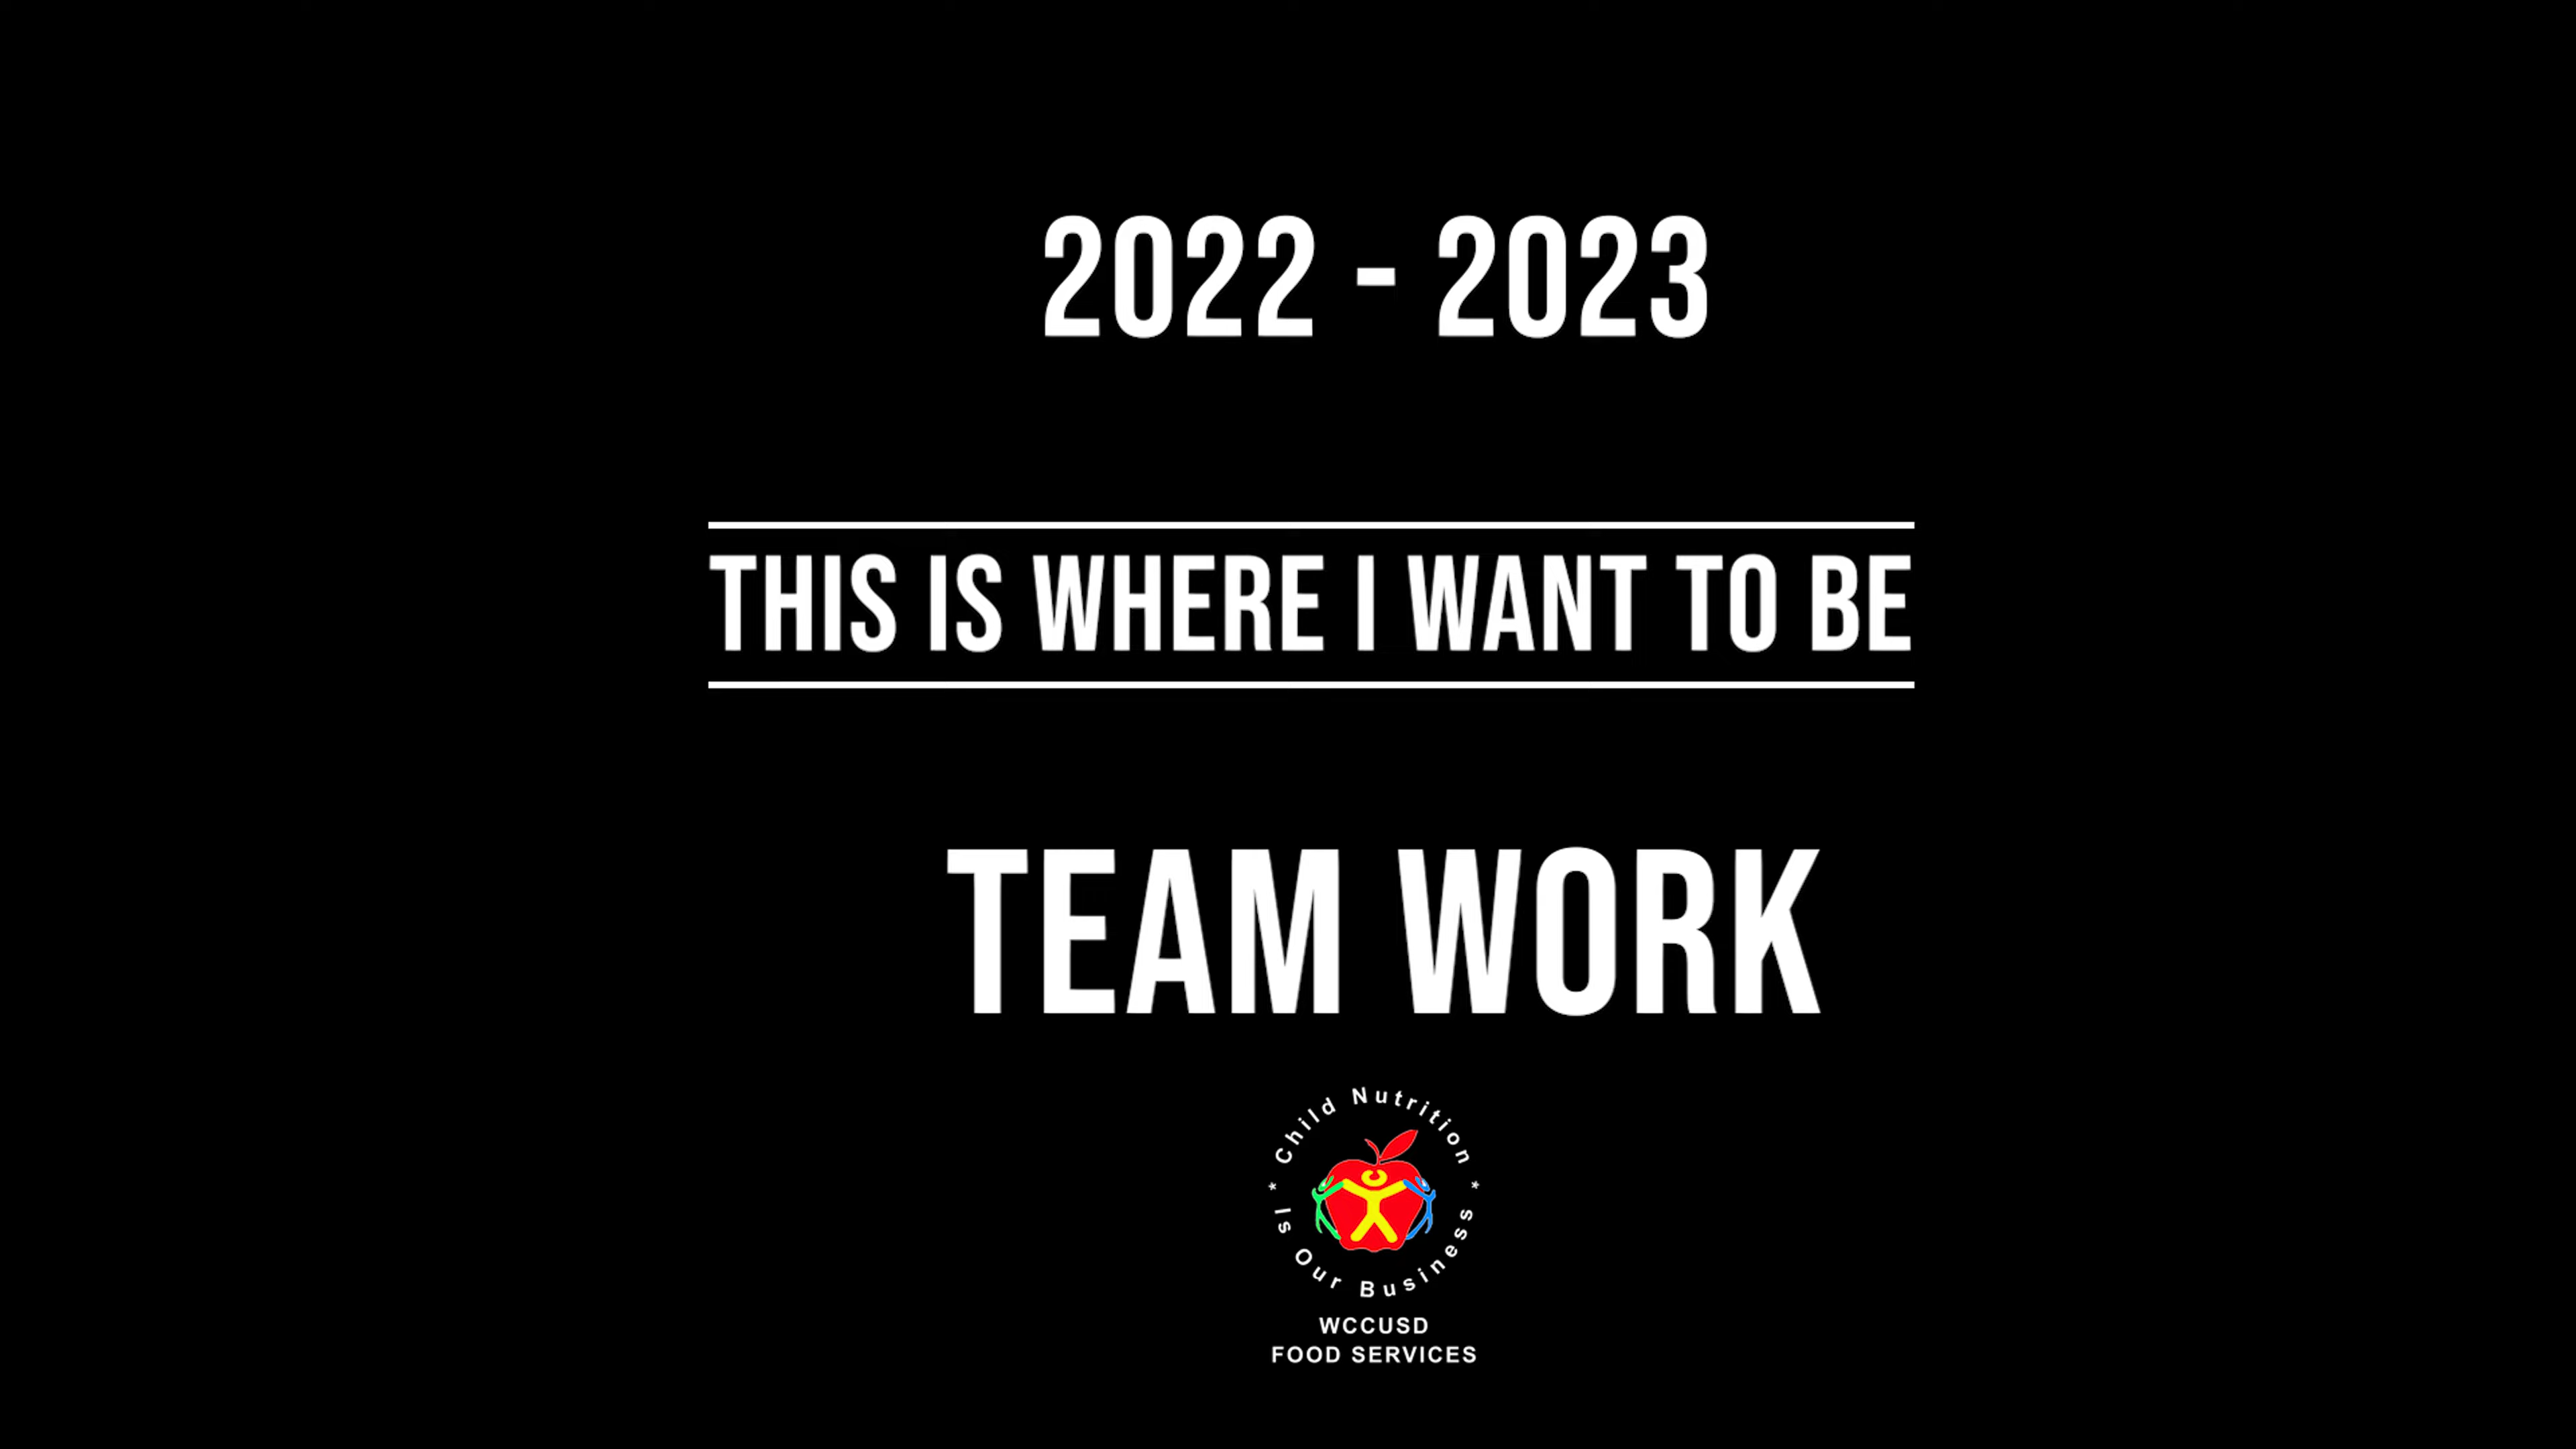 2022 - 2023
THIS IS WHERE I WANT TO BE
TEAM WORK
* Child Nutrition *
Is Our Business
WCCUSD
FOOD SERVICES